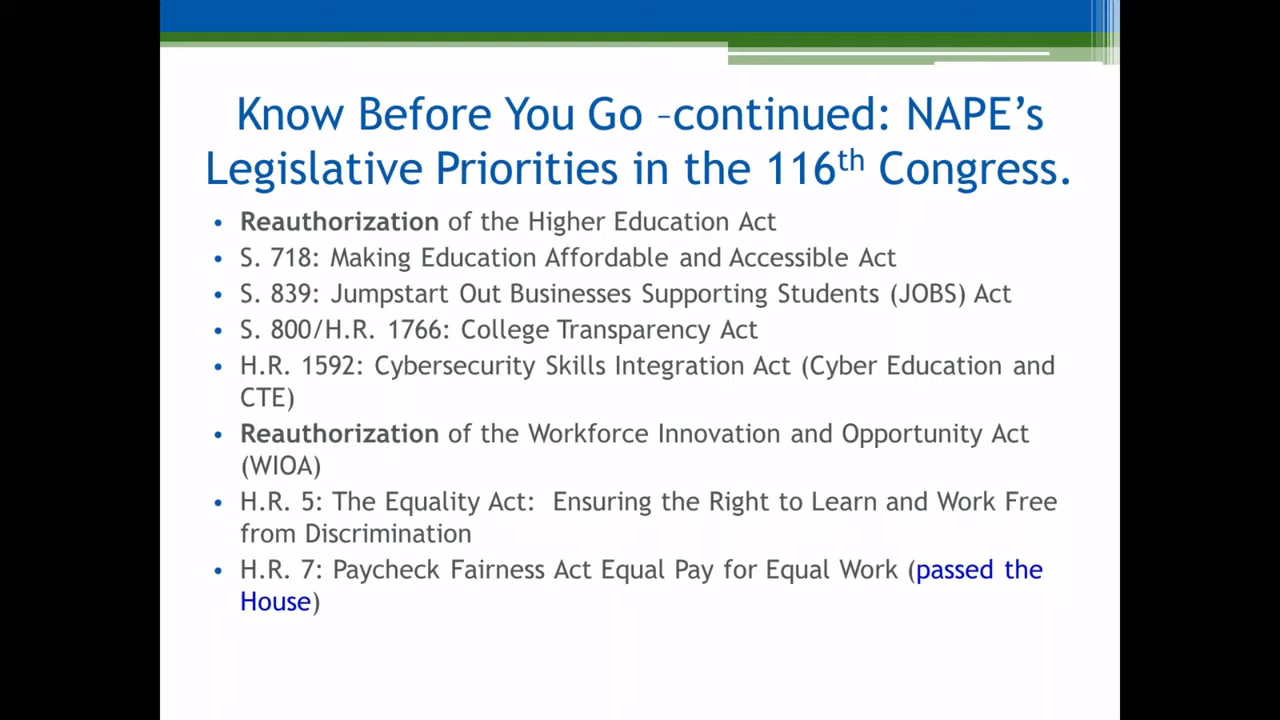 Know Before You Go –continued: NAPE’s
Legislative Priorities in the 116th Congress.
• Reauthorization of the Higher Education Act
• S. 718: Making Education Affordable and Accessible Act
• S. 839: Jumpstart Out Businesses Supporting Students (JOBS) Act
• S. 800/H.R. 1766: College Transparency Act
• H.R. 1592: Cybersecurity Skills Integration Act (Cyber Education and
CTE)
• Reauthorization of the Workforce Innovation and Opportunity Act
(WIOA)
• H.R. 5: The Equality Act:  Ensuring the Right to Learn and Work Free
from Discrimination
• H.R. 7: Paycheck Fairness Act Equal Pay for Equal Work (passed the
House)